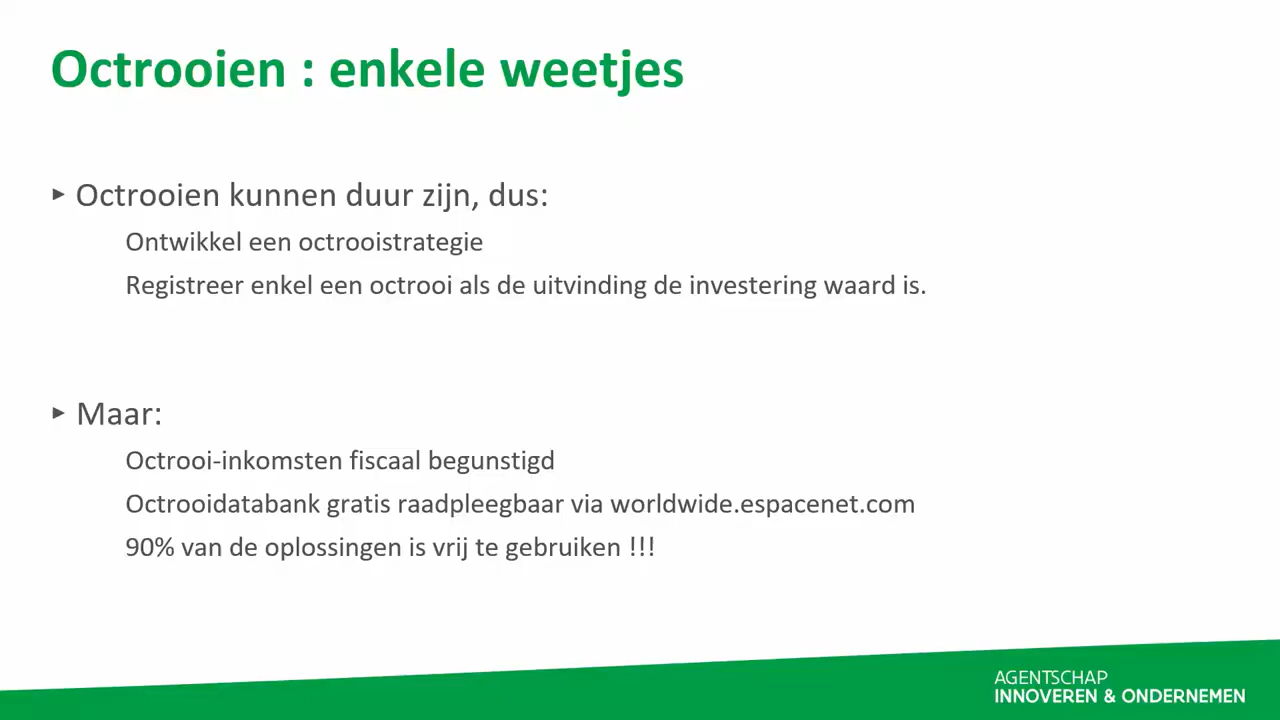 Octrooien : enkele weetjes
▸ Octrooien kunnen duur zijn, dus:
Ontwikkel een octrooistrategie
Registreer enkel een octrooi als de uitvinding de investering waard is.
▸ Maar:
Octrooi-inkomsten fiscaal begunstigd
Octrooidatabank gratis raadpleegbaar via worldwide.espacenet.com
90% van de oplossingen is vrij te gebruiken !!!
AGENTSCHAP
INNOVEREN & ONDERNEMEN